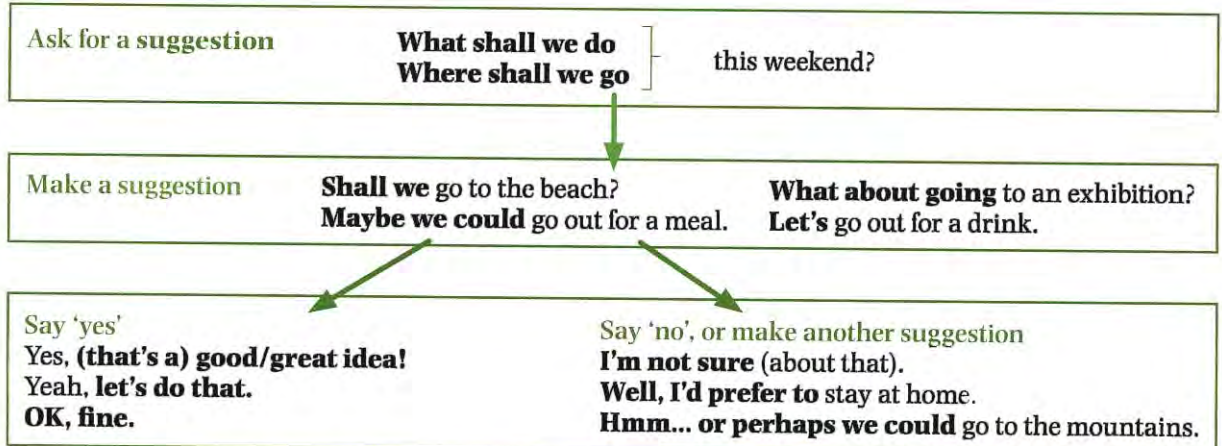 Ask for a suggestion
What shall we do
Where shall we go
this weekend?
Make a suggestion
Shall we go to the beach?
Maybe we could go out for a meal.
What about going to an exhibition?
Let's go out for a drink.
Say 'yes'
Yes, (that's a) good/great idea!
Yeah, let's do that.
OK, fine.
Say 'no', or make another suggestion
I'm not sure (about that).
Well, I'd prefer to stay at home.
Hmm... or perhaps we could go to the mountains.